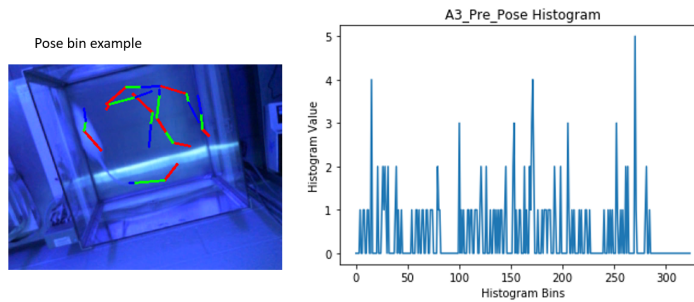 Pose bin example
A3_Pre_Pose Histogram
Histogram Value
5
4
3
2
1
0
0 50 100 150 200 250 300
Histogram Bins